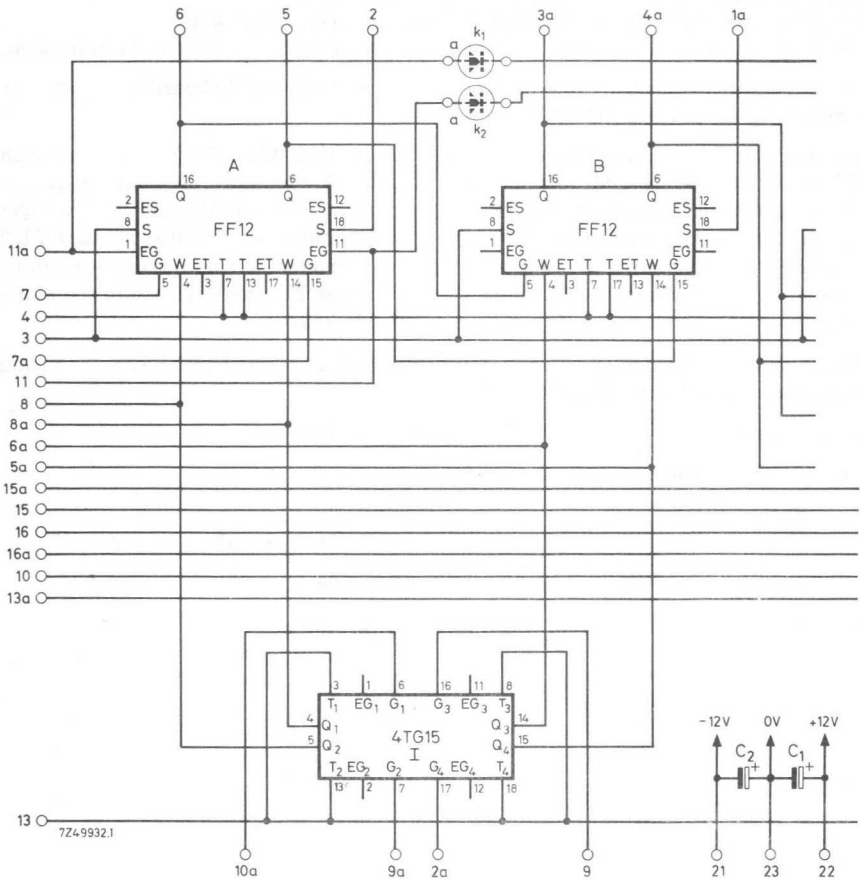 6 5 2 3a 4a 1a
k1
a
a
k2
A B
16 6 16 6
Q Q Q Q
2 ES ES 12 2 ES ES 12
8 S S 18 8 S S 18
1 EG EG 11 1 EG EG 11
FF12 FF12
G W ET T T ET W G G W ET T T ET W G
5 4 3 7 13 17 14 15 5 4 3 7 17 13 14 15
11a
7
4
3
7a
11
8
8a
6a
5a
15a
15
16
16a
10
13a
3 1 6 16 11 8
T1 EG1 G1 G3 EG3 T3
4 Q1 Q3 14
4TG15
5 Q2 Q4 15
I
T2 EG2 G2 G4 EG4 T4
13 2 7 17 12 18
-12V 0V +12V
C2 + C1 +
13
7Z49932.1
10a 9a 2a 9 21 23 22